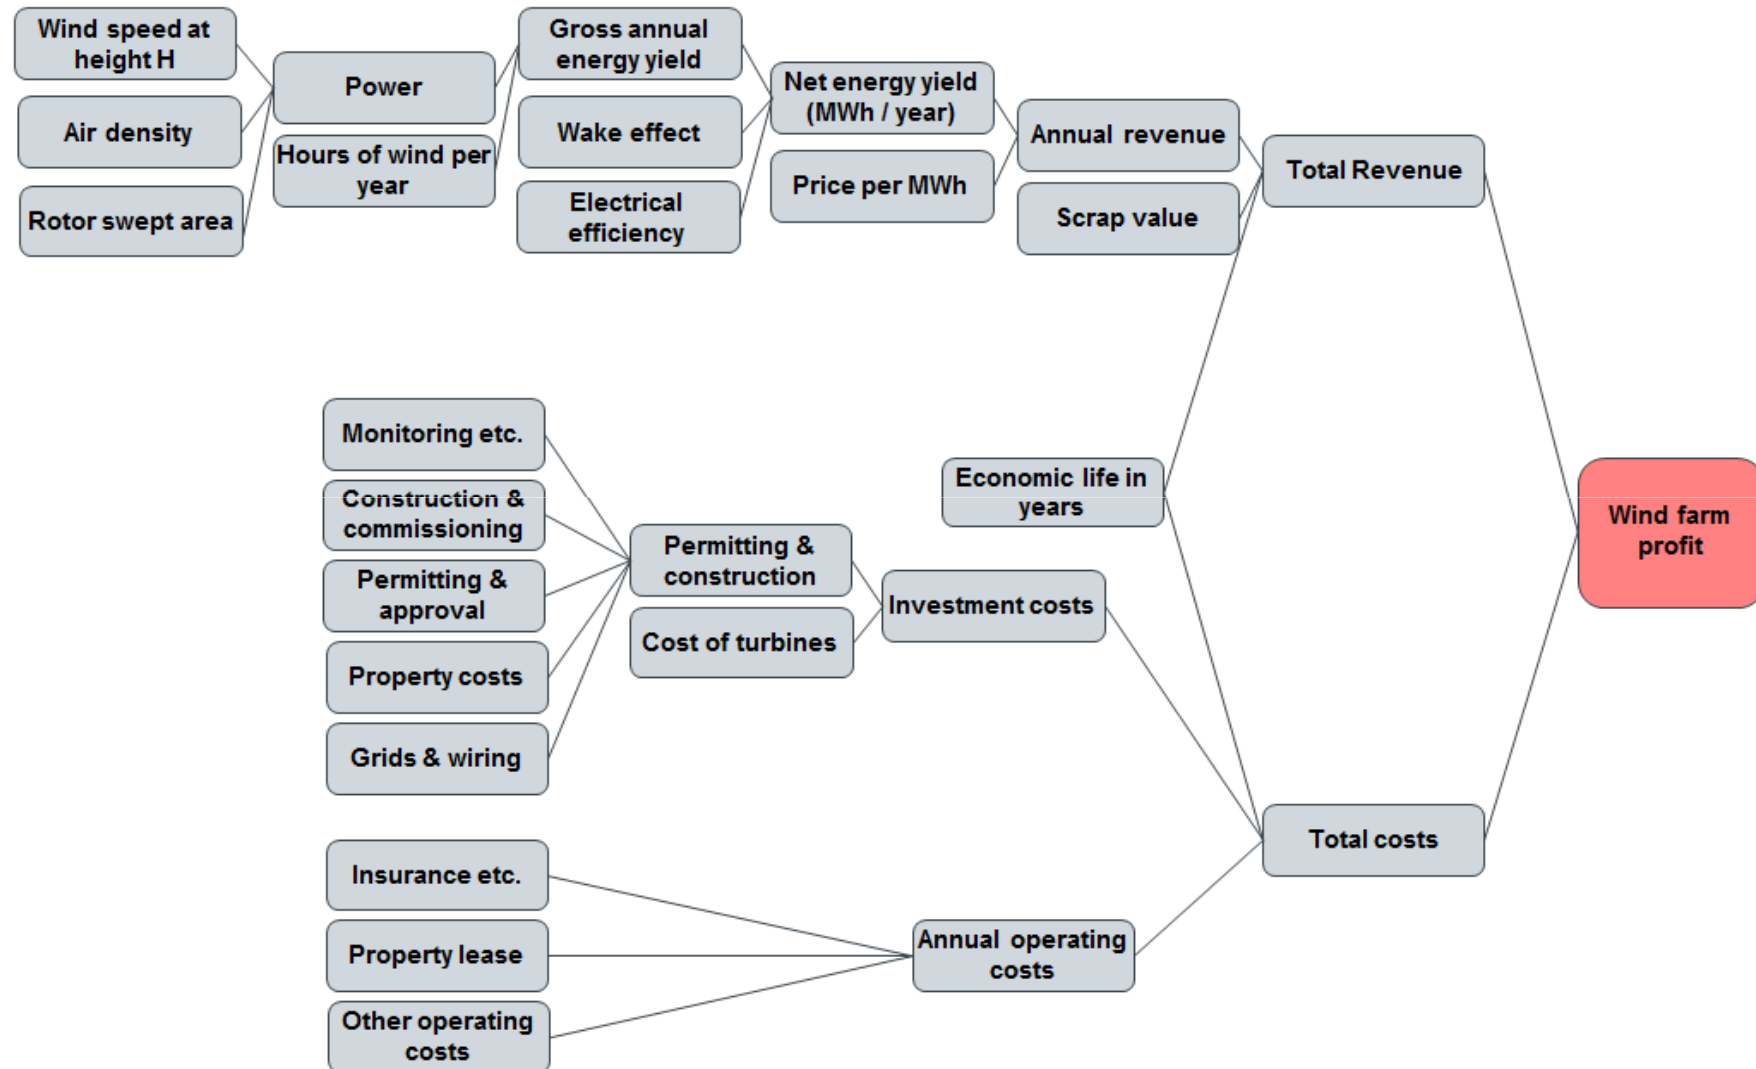 Wind speed at
height H
Air density
Rotor swept area
Power
Hours of wind per
year
Gross annual
energy yield
Wake effect
Electrical
efficiency
Net energy yield
(MWh / year)
Price per MWh
Annual revenue
Scrap value
Total Revenue
Monitoring etc.
Construction &
commissioning
Permitting &
approval
Property costs
Grids & wiring
Permitting &
construction
Cost of turbines
Investment costs
Economic life in
years
Wind farm
profit
Total costs
Insurance etc.
Property lease
Other operating
costs
Annual operating
costs